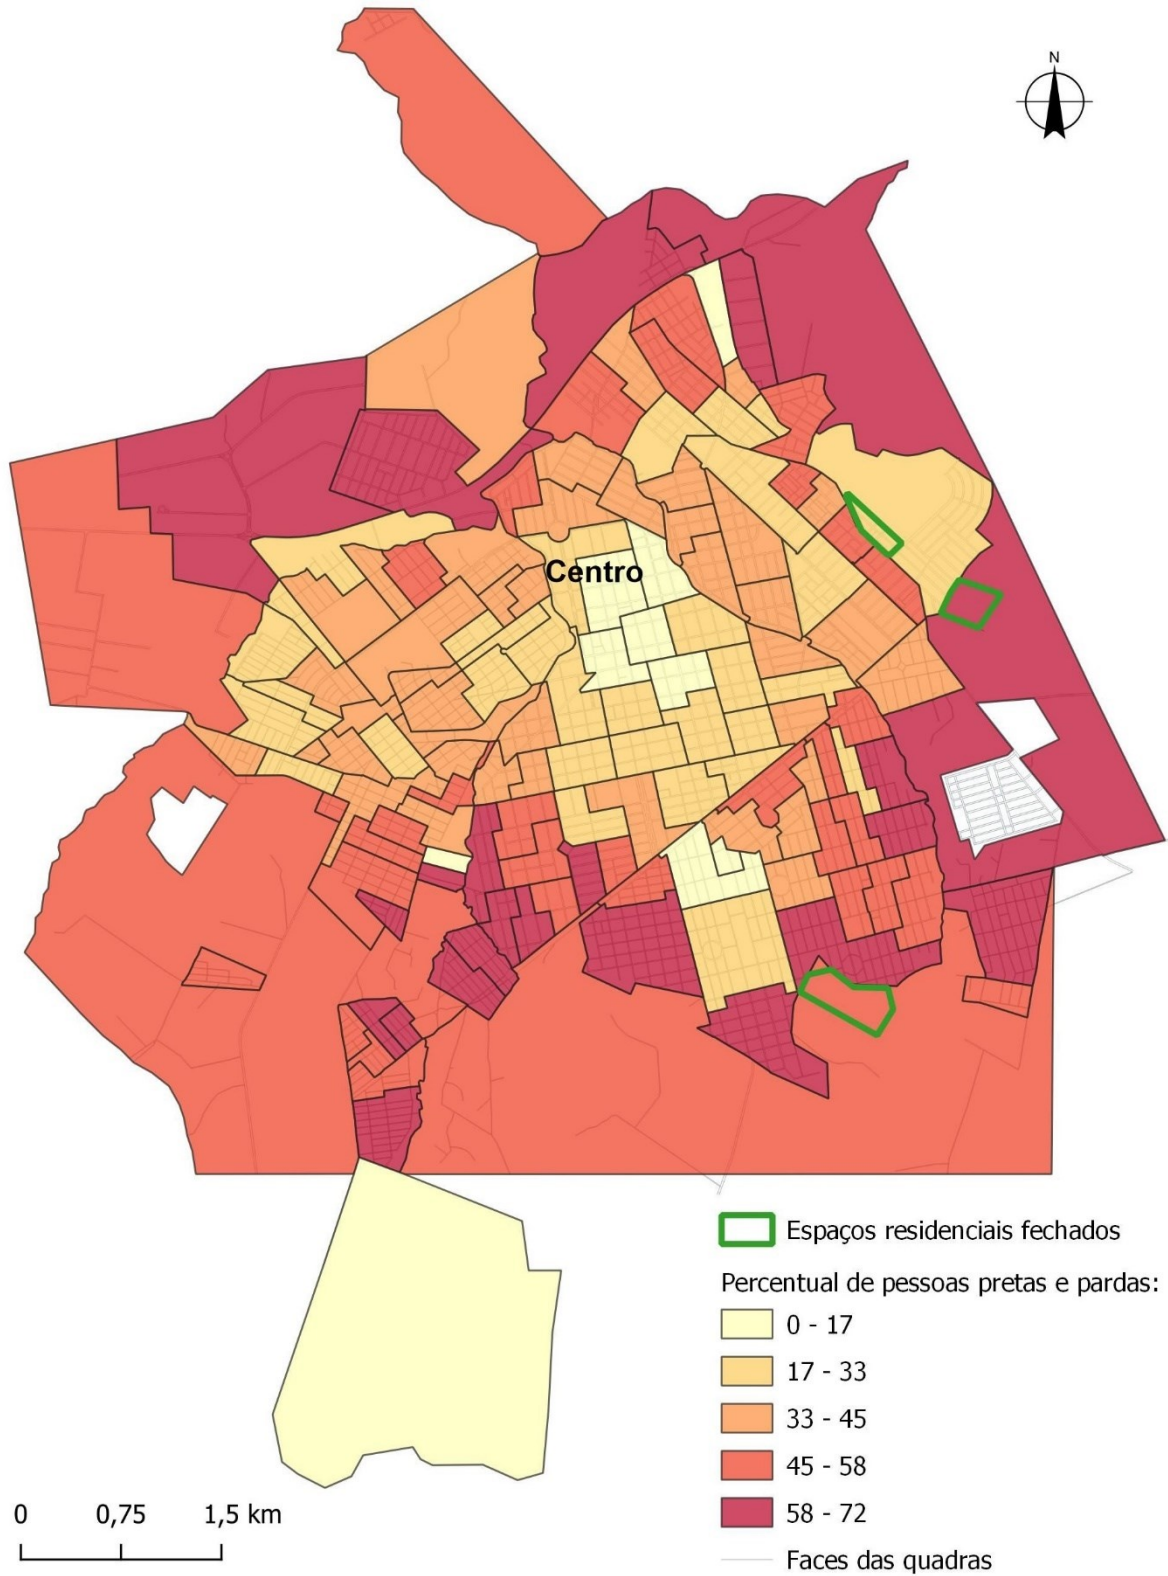 N
Centro
Espaços residenciais fechados
Percentual de pessoas pretas e pardas:
0 - 17
17 - 33
33 - 45
45 - 58
58 - 72
Faces das quadras
0 0,75 1,5 km